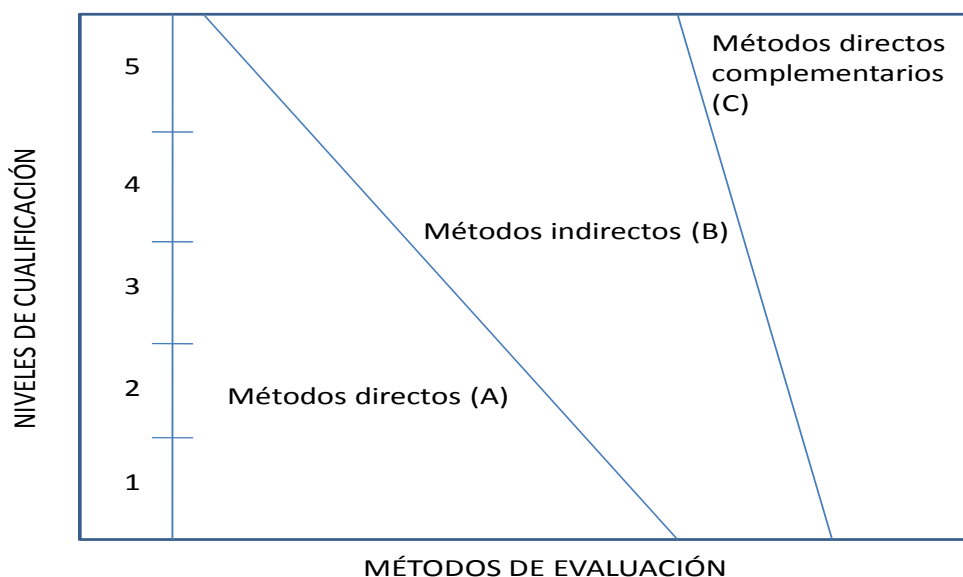 NIVELES DE CUALIFICACIÓN
5
4
3
2
1
Métodos directos
complementarios
(C)
Métodos indirectos (B)
Métodos directos (A)
MÉTODOS DE EVALUACIÓN